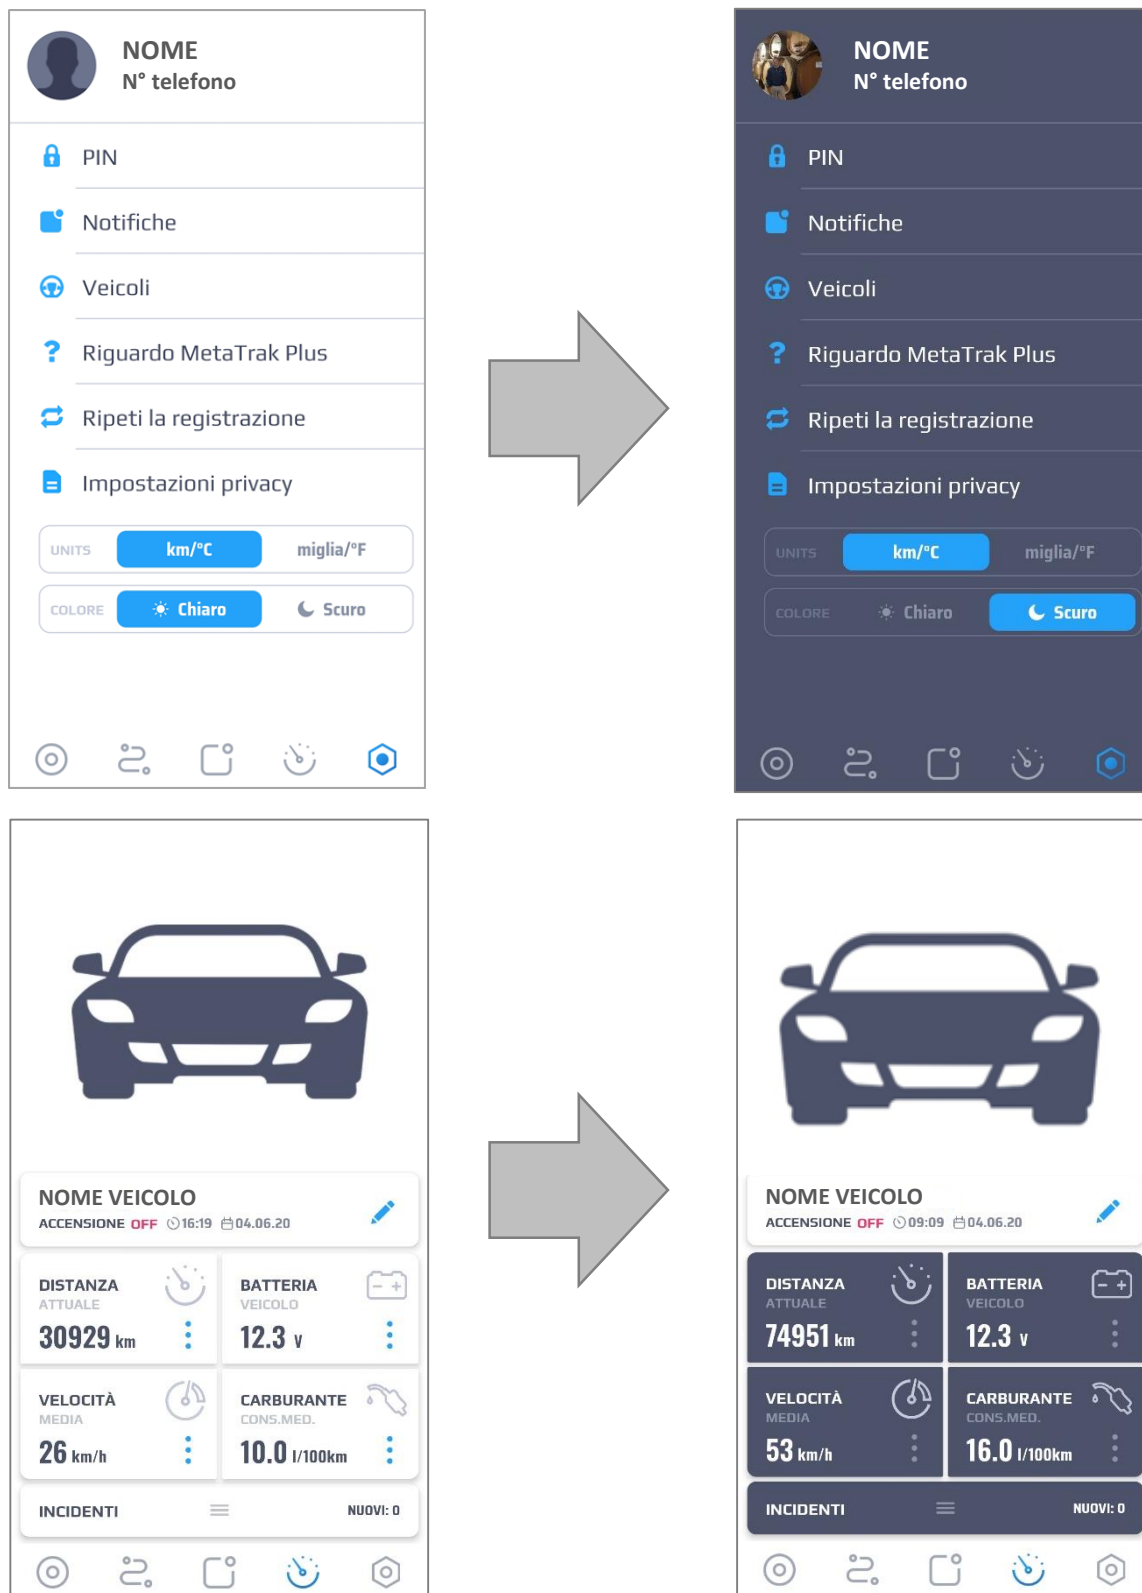 NOME
N° telefono
PIN
Notifiche
Veicoli
Riguardo MetaTrak Plus
Ripeti la registrazione
Impostazioni privacy
UNITS km/°C miglia/°F
COLORE Chiaro Scuro
NOME
N° telefono
PIN
Notifiche
Veicoli
Riguardo MetaTrak Plus
Ripeti la registrazione
Impostazioni privacy
UNITS km/°C miglia/°F
COLORE Chiaro Scuro
NOME VEICOLO
ACCENSIONE OFF 16:19 04.06.20
DISTANZA
ATTUALE
30929 km
BATTERIA
VEICOLO
12.3 V
VELOCITÀ
MEDIA
26 km/h
CARBURANTE
CONS.MED.
10.0 l/100km
INCIDENTI NUOVI: 0
NOME VEICOLO
ACCENSIONE OFF 09:09 04.06.20
DISTANZA
ATTUALE
74951 km
BATTERIA
VEICOLO
12.3 V
VELOCITÀ
MEDIA
53 km/h
CARBURANTE
CONS.MED.
16.0 l/100km
INCIDENTI NUOVI: 0